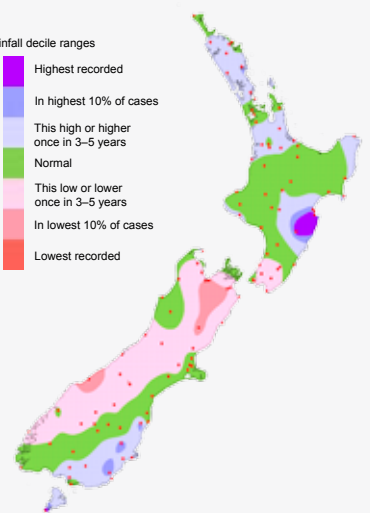 nfall decile ranges
Highest recorded
In highest 10% of cases
This high or higher
once in 3–5 years
Normal
This low or lower
once in 3–5 years
In lowest 10% of cases
Lowest recorded